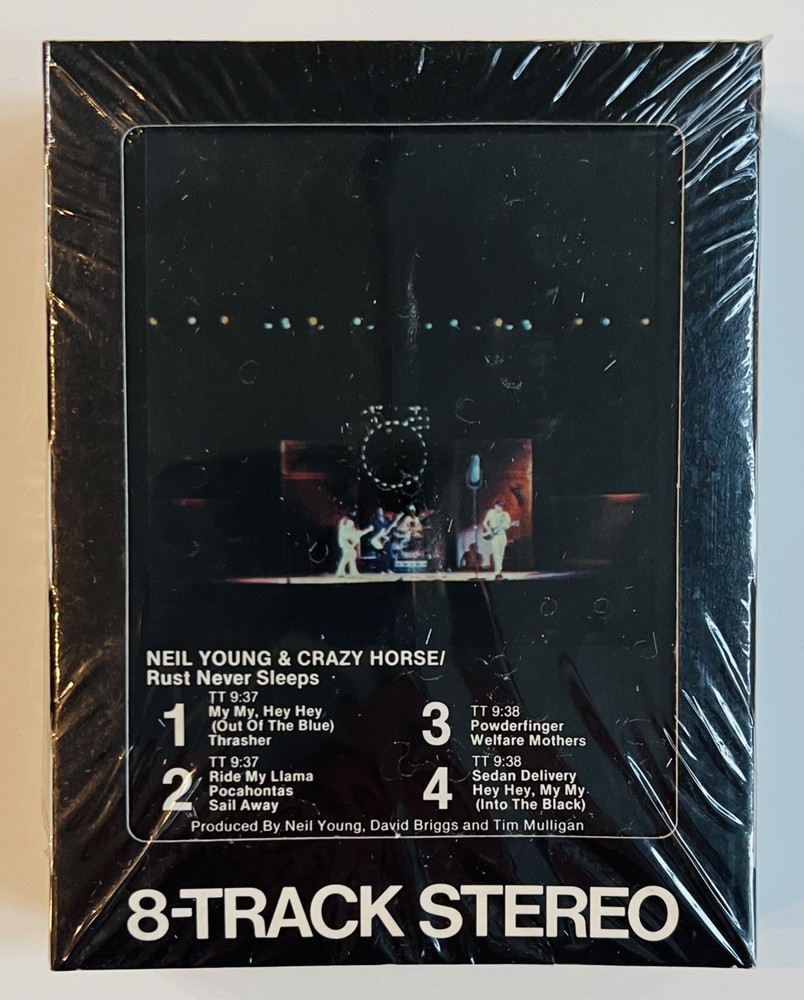 NEIL YOUNG & CRAZY HORSE/
Rust Never Sleeps
1
TT 9:37
My My, Hey Hey
(Out Of The Blue)
Thrasher
2
TT 9:37
Ride My Llama
Pocahontas
Sail Away
3
TT 9:38
Powderfinger
Welfare Mothers
4
TT 9:38
Sedan Delivery
Hey Hey, My My
(Into The Black)
Produced By Neil Young, David Briggs and Tim Mulligan
8-TRACK STEREO